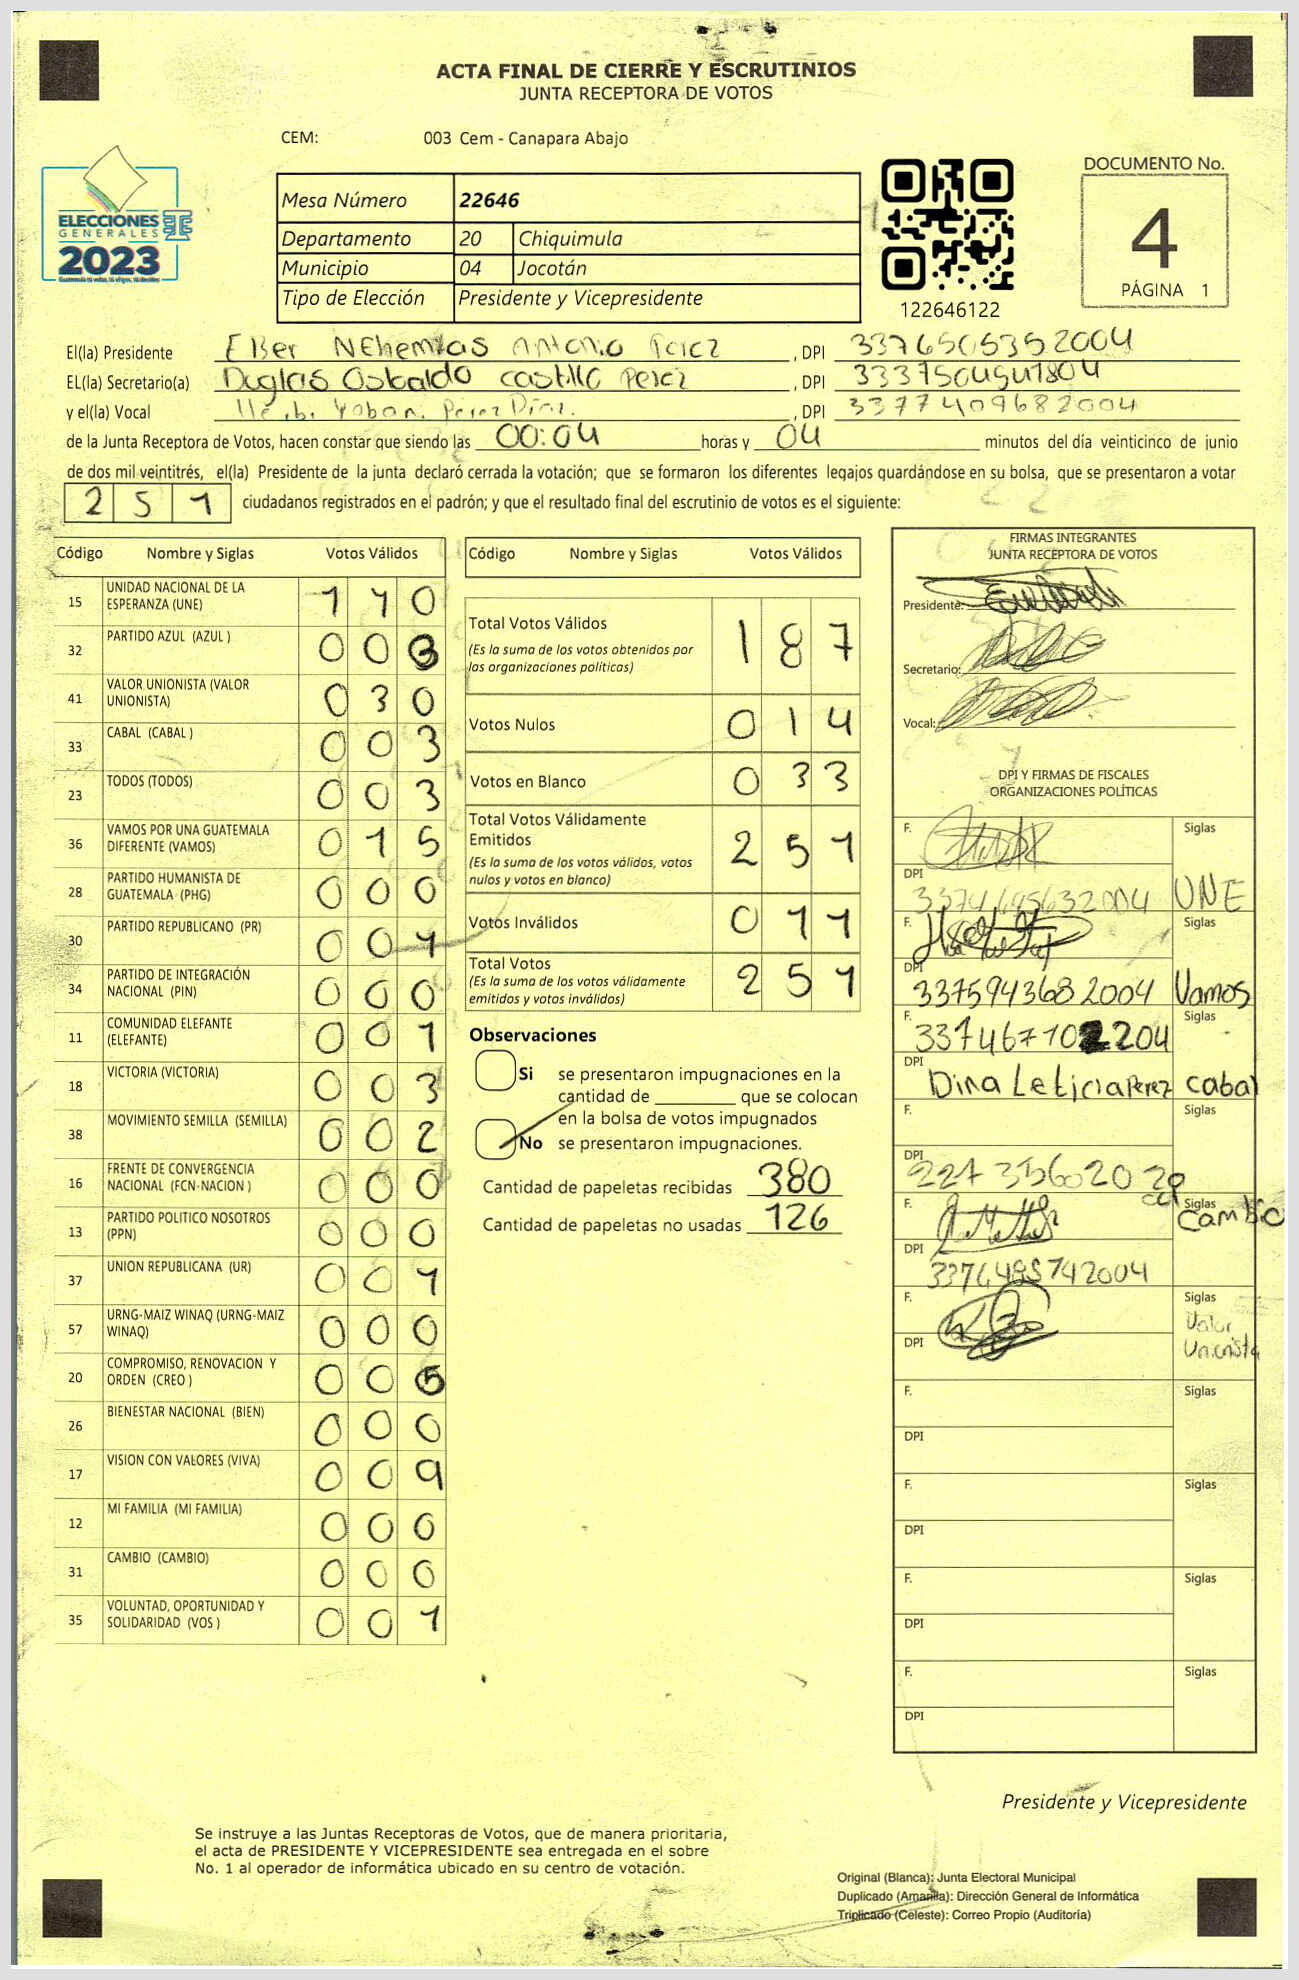 ACTA FINAL DE CIERRE Y ESCRUTINIOS
JUNTA RECEPTORA DE VOTOS
CEM: 003 Cem - Canapara Abajo
ELECCIONES
GENERALES
2023
Mesa Número 22646
Departamento 20 Chiquimula
Municipio 04 Jocotán
Tipo de Elección Presidente y Vicepresidente
122646122
DOCUMENTO No.
4
PÁGINA 1
El(la) Presidente Elser NEhemias Antonio Perez , DPI 3376505352004
EL(la) Secretario(a) Duglas Osbaldo castillo Perez , DPI
y el(la) Vocal Perez Díaz. , DPI 3377409682004
de la Junta Receptora de Votos, hacen constar que siendo las 00:04 horas y 04 minutos del día veinticinco de junio
de dos mil veintitrés, el(la) Presidente de la junta declaró cerrada la votación; que se formaron los diferentes legajos guardándose en su bolsa, que se presentaron a votar
251 ciudadanos registrados en el padrón; y que el resultado final del escrutinio de votos es el siguiente:
Código Nombre y Siglas Votos Válidos
15 UNIDAD NACIONAL DE LA ESPERANZA (UNE) 1 1 0
32 PARTIDO AZUL (AZUL ) 0 0 3
41 VALOR UNIONISTA (VALOR UNIONISTA) 0 3 0
33 CABAL (CABAL ) 0 0 3
23 TODOS (TODOS) 0 0 3
36 VAMOS POR UNA GUATEMALA DIFERENTE (VAMOS) 0 1 5
28 PARTIDO HUMANISTA DE GUATEMALA (PHG) 0 0 0
30 PARTIDO REPUBLICANO (PR) 0 0 1
34 PARTIDO DE INTEGRACIÓN NACIONAL (PIN) 0 0 0
11 COMUNIDAD ELEFANTE (ELEFANTE) 0 0 1
18 VICTORIA (VICTORIA) 0 0 3
38 MOVIMIENTO SEMILLA (SEMILLA) 0 0 2
16 FRENTE DE CONVERGENCIA NACIONAL (FCN-NACION ) 0 0 0
13 PARTIDO POLITICO NOSOTROS (PPN) 0 0 0
37 UNION REPUBLICANA (UR) 0 0 1
57 URNG-MAIZ WINAQ (URNG-MAIZ WINAQ) 0 0 0
20 COMPROMISO, RENOVACION Y ORDEN (CREO ) 0 0 5
26 BIENESTAR NACIONAL (BIEN) 0 0 0
17 VISION CON VALORES (VIVA) 0 0 9
12 MI FAMILIA (MI FAMILIA) 0 0 0
31 CAMBIO (CAMBIO) 0 0 0
35 VOLUNTAD, OPORTUNIDAD Y SOLIDARIDAD (VOS ) 0 0 1
Código Nombre y Siglas Votos Válidos
Total Votos Válidos 1 8 7
(Es la suma de los votos obtenidos por
las organizaciones políticas)
Votos Nulos 0 1 4
Votos en Blanco 0 3 3
Total Votos Válidamente
Emitidos 2 5 1
(Es la suma de los votos válidos, votos
nulos y votos en blanco)
Votos Inválidos 0 1 1
Total Votos 2 5 1
(Es la suma de los votos válidamente
emitidos y votos inválidos)
Observaciones
Si se presentaron impugnaciones en la
cantidad de ________ que se colocan
en la bolsa de votos impugnados
No se presentaron impugnaciones.
Cantidad de papeletas recibidas 380
Cantidad de papeletas no usadas 126
FIRMAS INTEGRANTES
JUNTA RECEPTORA DE VOTOS
Presidente:
Secretario:
Vocal:
DPI Y FIRMAS DE FISCALES
ORGANIZACIONES POLÍTICAS
F. Siglas
DPI UNE
F. Siglas
DPI 3375943682004 Vamos
F. Siglas
DPI Dina Leticia Perez cabal
F. Siglas
DPI
F. Siglas
Cambio
DPI 3376495742004
F. Siglas
DPI Valor
Unionista
F. Siglas
DPI
F. Siglas
DPI
F. Siglas
DPI
F. Siglas
DPI
Presidente y Vicepresidente
Se instruye a las Juntas Receptoras de Votos, que de manera prioritaria,
el acta de PRESIDENTE Y VICEPRESIDENTE sea entregada en el sobre
No. 1 al operador de informática ubicado en su centro de votación.
Original (Blanca): Junta Electoral Municipal
Duplicado (Amarilla): Dirección General de Informática
Triplicado (Celeste): Correo Propio (Auditoría)